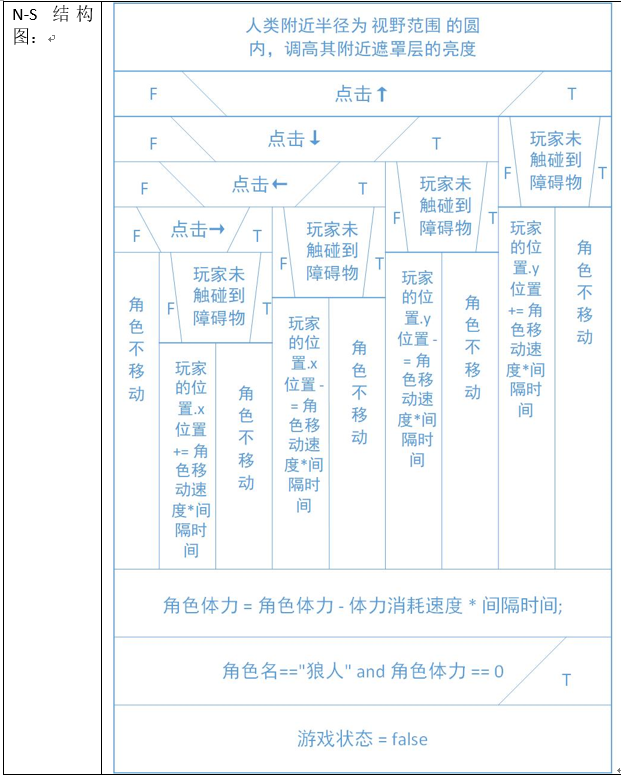 N-S 结构
图：
人类附近半径为 视野范围 的圆
内，调高其附近遮罩层的亮度
F
点击↑
T
F
点击↓
T
玩家未
触碰到
障碍物
F
T
F
点击←
T
玩家未
触碰到
障碍物
F
T
F
点击→
T
玩家未
触碰到
障碍物
F
T
玩家未
触碰到
障碍物
F
T
角
色
不
移
动
玩家
的位
置.x
位置
+= 角
色移
动速
度*间
隔时
间
角
色
不
移
动
玩家
的位
置.x
位置 -
= 角
色移
动速
度*间
隔时
间
角
色
不
移
动
玩家
的位
置.y
位置 -
= 角
色移
动速
度*间
隔时
间
角
色
不
移
动
玩家
的位
置.y
位置
+= 角
色移
动速
度*间
隔时
间
角
色
不
移
动
角色体力 = 角色体力 - 体力消耗速度 * 间隔时间;
角色名=="狼人" and 角色体力 == 0
T
游戏状态 = false